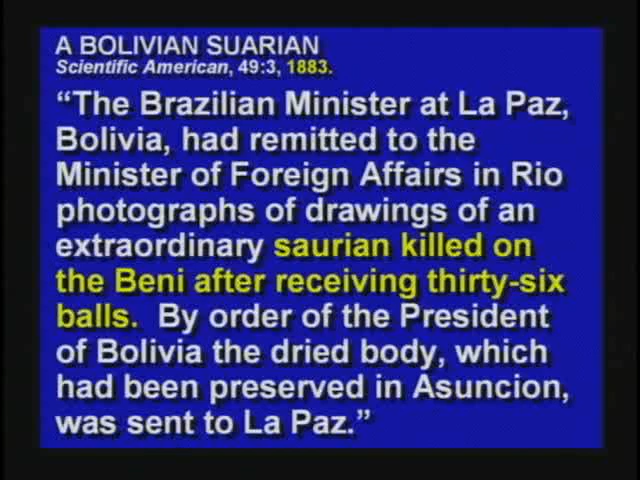 A BOLIVIAN SUARIAN
Scientific American, 49:3, 1883.
“The Brazilian Minister at La Paz,
Bolivia, had remitted to the
Minister of Foreign Affairs in Rio
photographs of drawings of an
extraordinary saurian killed on
the Beni after receiving thirty-six
balls.  By order of the President
of Bolivia the dried body, which
had been preserved in Asuncion,
was sent to La Paz.”